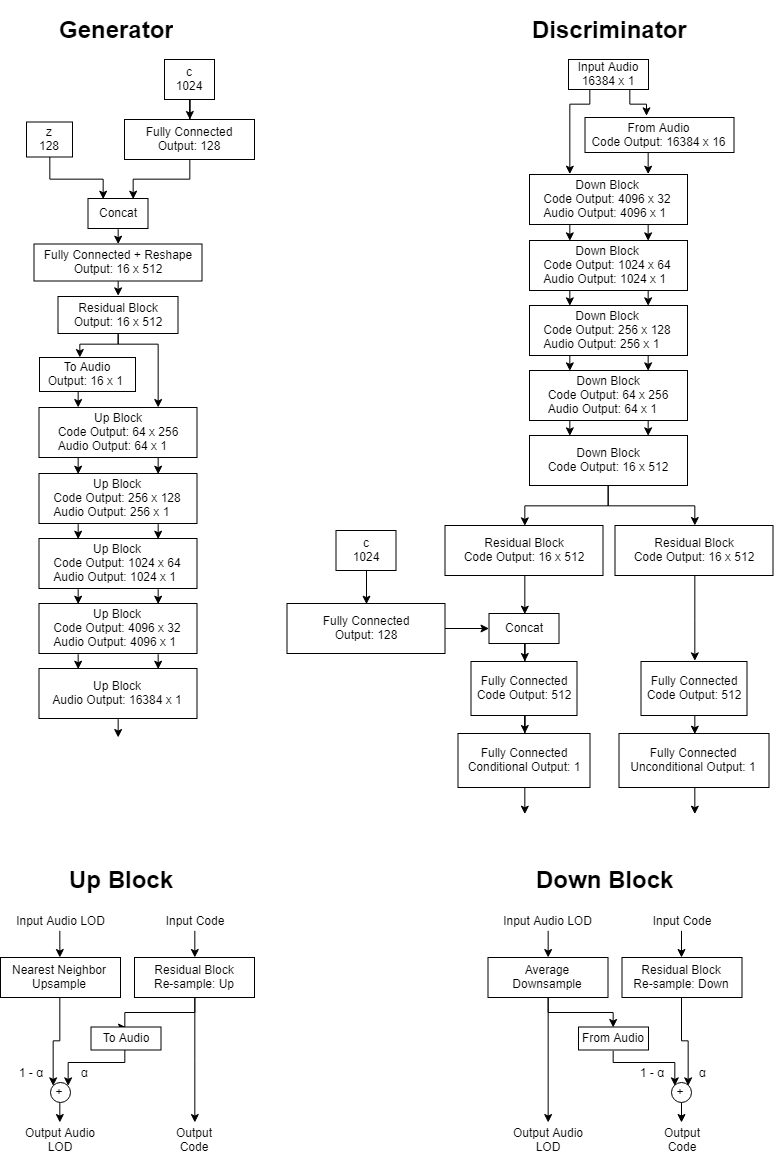 Generator
c
1024
z
128
Fully Connected
Output: 128
Concat
Fully Connected + Reshape
Output: 16 x 512
Residual Block
Output: 16 x 512
To Audio
Output: 16 x 1
Up Block
Code Output: 64 x 256
Audio Output: 64 x 1
Up Block
Code Output: 256 x 128
Audio Output: 256 x 1
Up Block
Code Output: 1024 x 64
Audio Output: 1024 x 1
Up Block
Code Output: 4096 x 32
Audio Output: 4096 x 1
Up Block
Audio Output: 16384 x 1
Discriminator
Input Audio
16384 x 1
From Audio
Code Output: 16384 x 16
Down Block
Code Output: 4096 x 32
Audio Output: 4096 x 1
Down Block
Code Output: 1024 x 64
Audio Output: 1024 x 1
Down Block
Code Output: 256 x 128
Audio Output: 256 x 1
Down Block
Code Output: 64 x 256
Audio Output: 64 x 1
Down Block
Code Output: 16 x 512
Residual Block
Code Output: 16 x 512
Residual Block
Code Output: 16 x 512
c
1024
Fully Connected
Output: 128
Concat
Fully Connected
Code Output: 512
Fully Connected
Code Output: 512
Fully Connected
Conditional Output: 1
Fully Connected
Unconditional Output: 1
Up Block
Input Audio LOD
Input Code
Nearest Neighbor
Upsample
Residual Block
Re-sample: Up
To Audio
1 - α
α
+
Output Audio
LOD
Output
Code
Down Block
Input Audio LOD
Input Code
Average
Downsample
Residual Block
Re-sample: Down
From Audio
1 - α
α
+
Output Audio
LOD
Output
Code